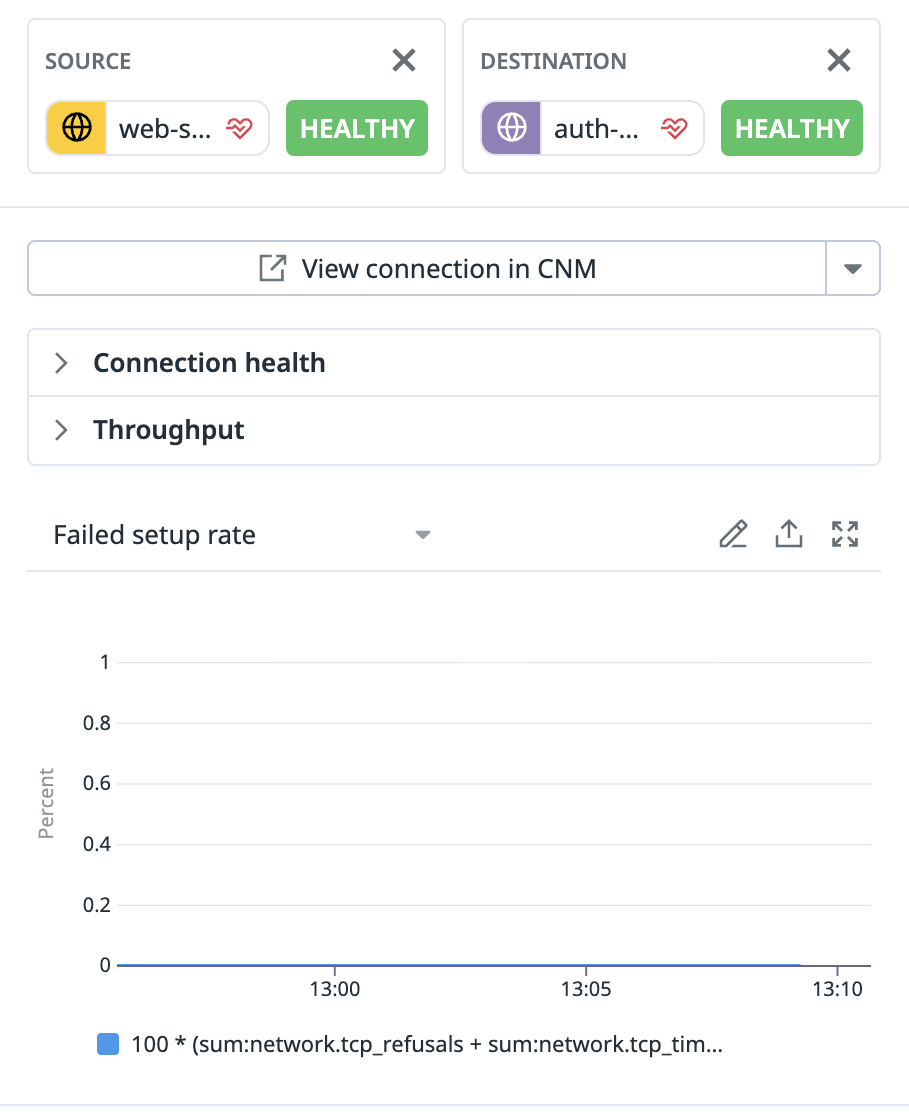 SOURCE
web-s...
HEALTHY
DESTINATION
auth-...
HEALTHY
View connection in CNM
Connection health
Throughput
Failed setup rate
Percent
1
0.8
0.6
0.4
0.2
0
13:00
13:05
13:10
100 * (sum:network.tcp_refusals + sum:network.tcp_tim...